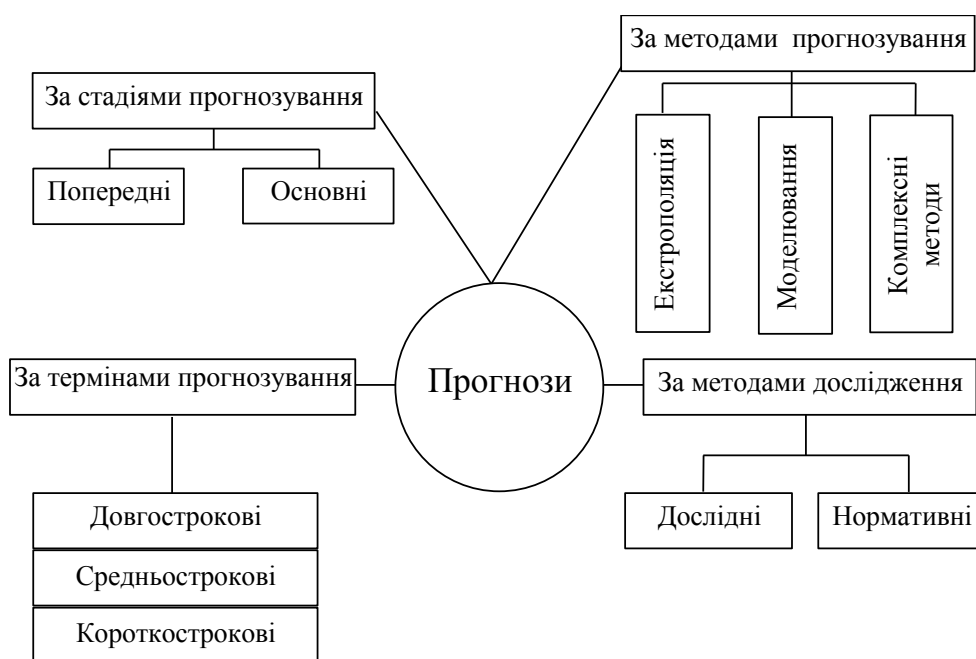 За стадіями прогнозування
Попередні
Основні
За методами прогнозування
Екстрополяція
Моделювання
Комплексні
методи
Прогнози
За термінами прогнозування
Довгострокові
Средньострокові
Короткострокові
За методами дослідження
Дослідні
Нормативні